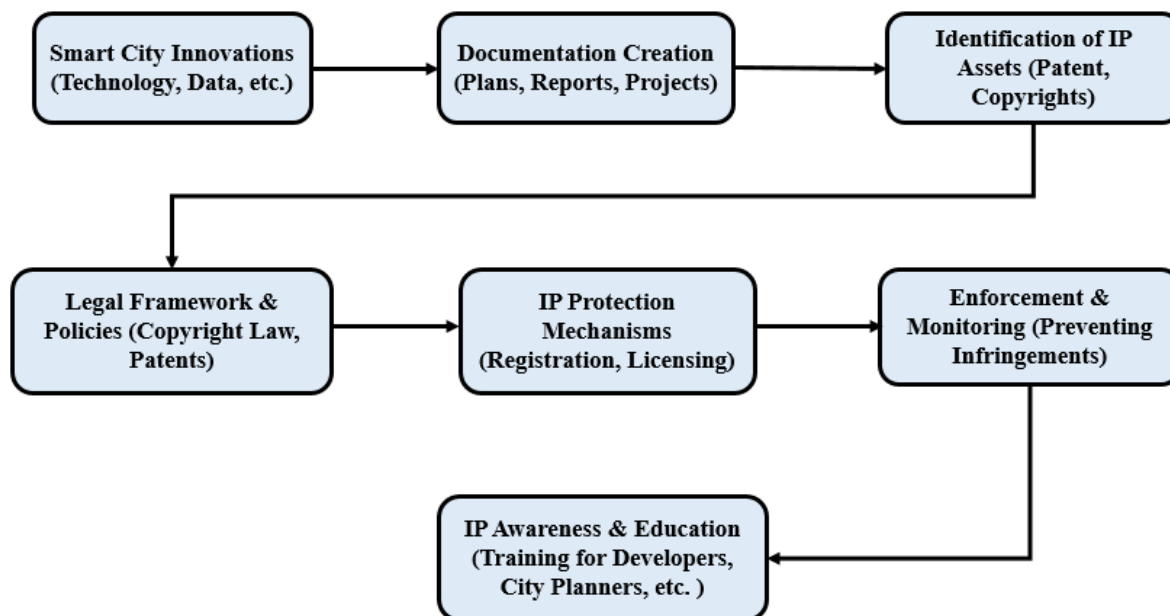 Smart City Innovations
(Technology, Data, etc.)
Documentation Creation
(Plans, Reports, Projects)
Identification of IP
Assets (Patent,
Copyrights)
Legal Framework &
Policies (Copyright Law,
Patents)
IP Protection
Mechanisms
(Registration, Licensing)
Enforcement &
Monitoring (Preventing
Infringements)
IP Awareness & Education
(Training for Developers,
City Planners, etc. )